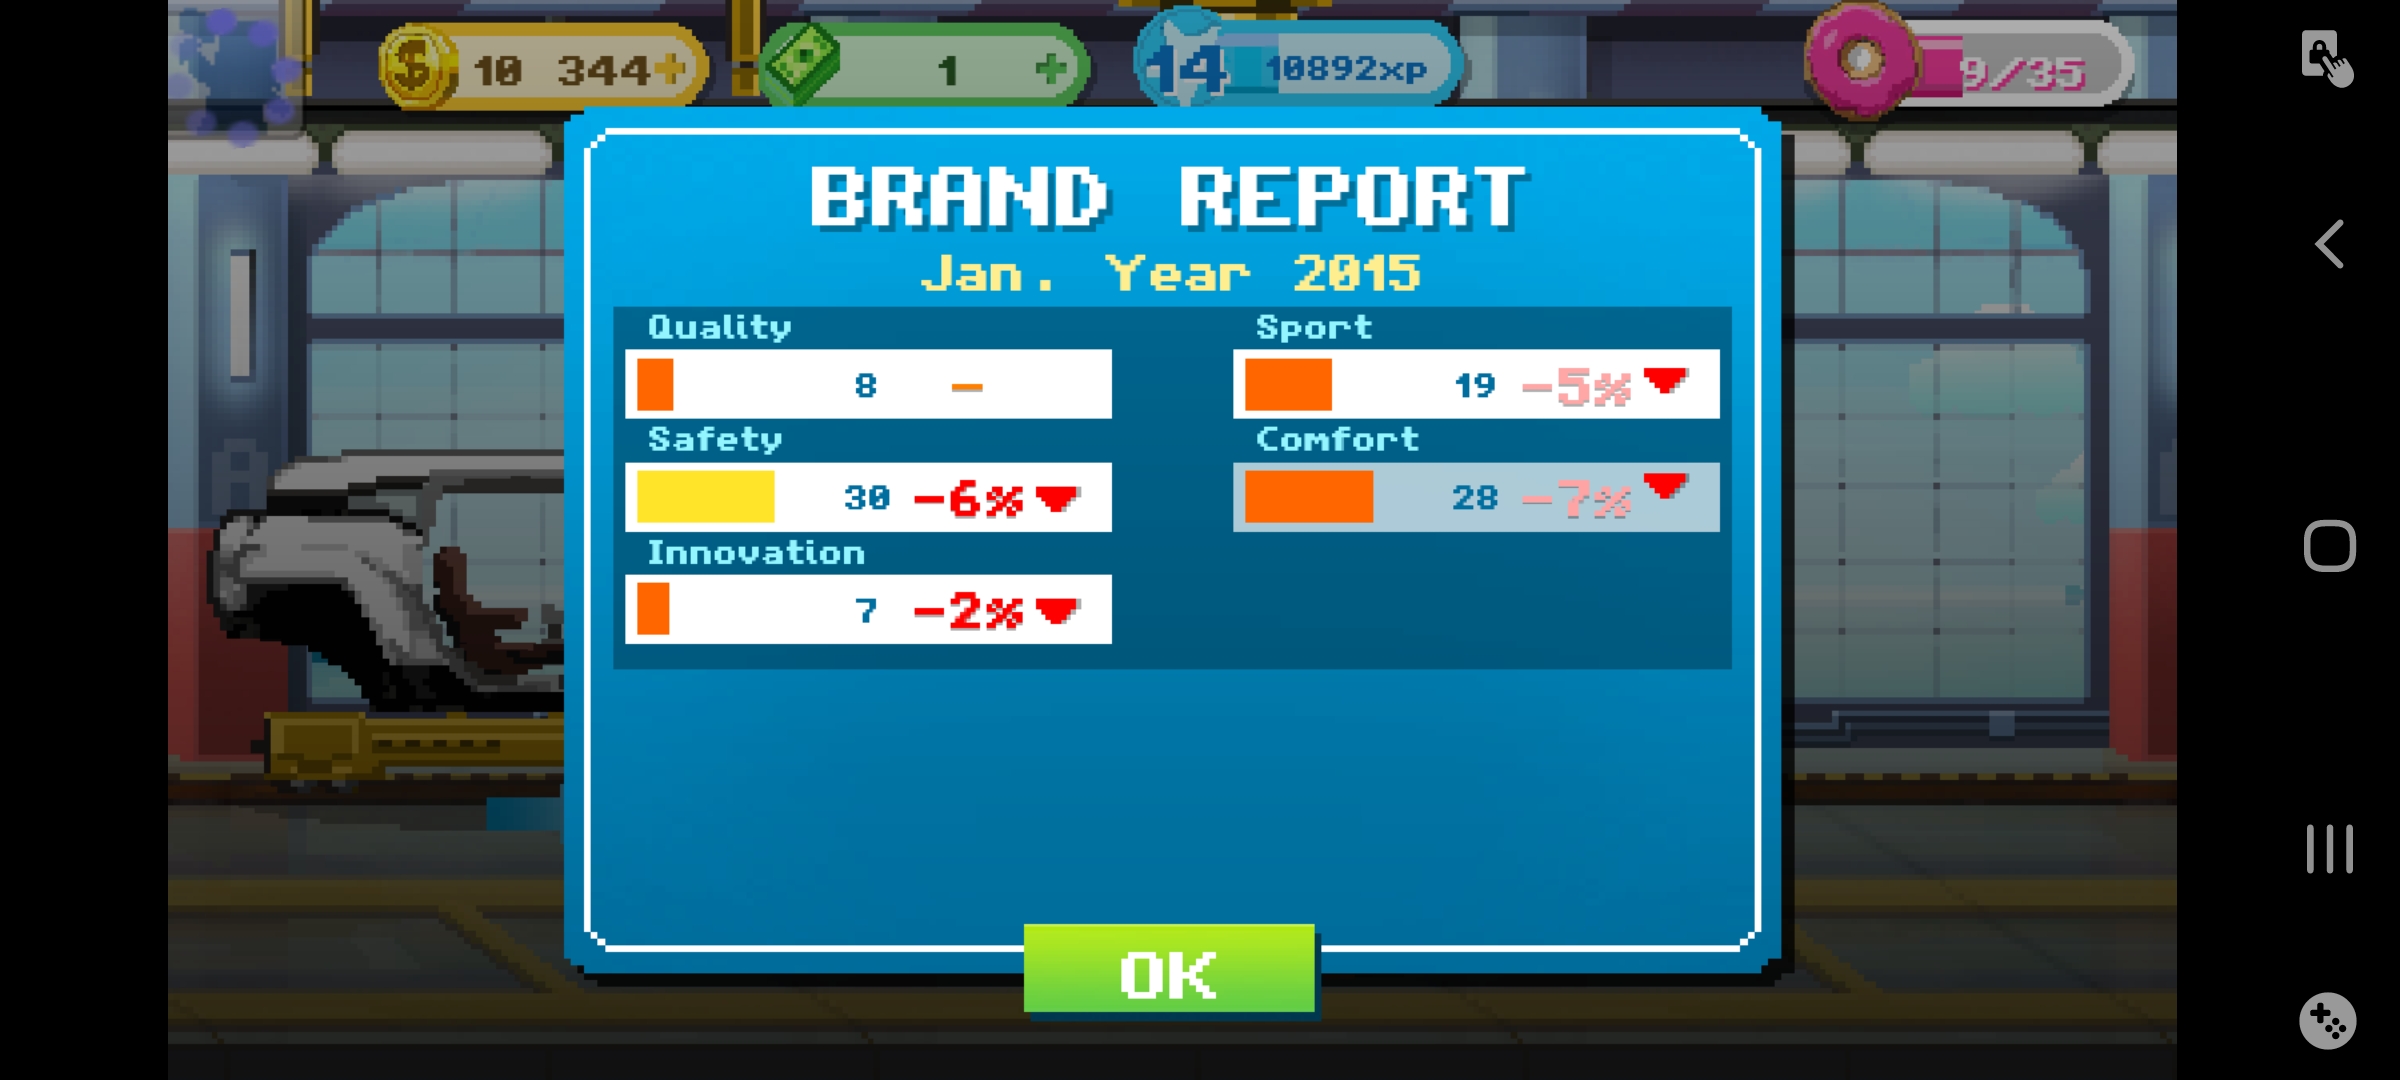 10 344+
1 +
14 10892xp
9/35
BRAND REPORT
Jan. Year 2015
Quality
8 -
Sport
19 -5%
Safety
30 -6%
Comfort
28 -7%
Innovation
7 -2%
OK